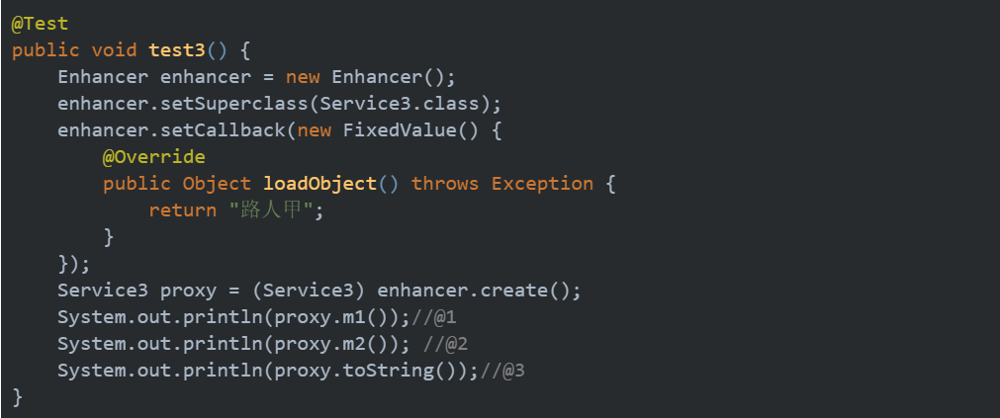 @Test
public void test3() {
    Enhancer enhancer = new Enhancer();
    enhancer.setSuperclass(Service3.class);
    enhancer.setCallback(new FixedValue() {
        @Override
        public Object loadObject() throws Exception {
            return "路人甲";
        }
    });
    Service3 proxy = (Service3) enhancer.create();
    System.out.println(proxy.m1());//@1
    System.out.println(proxy.m2()); //@2
    System.out.println(proxy.toString());//@3
}